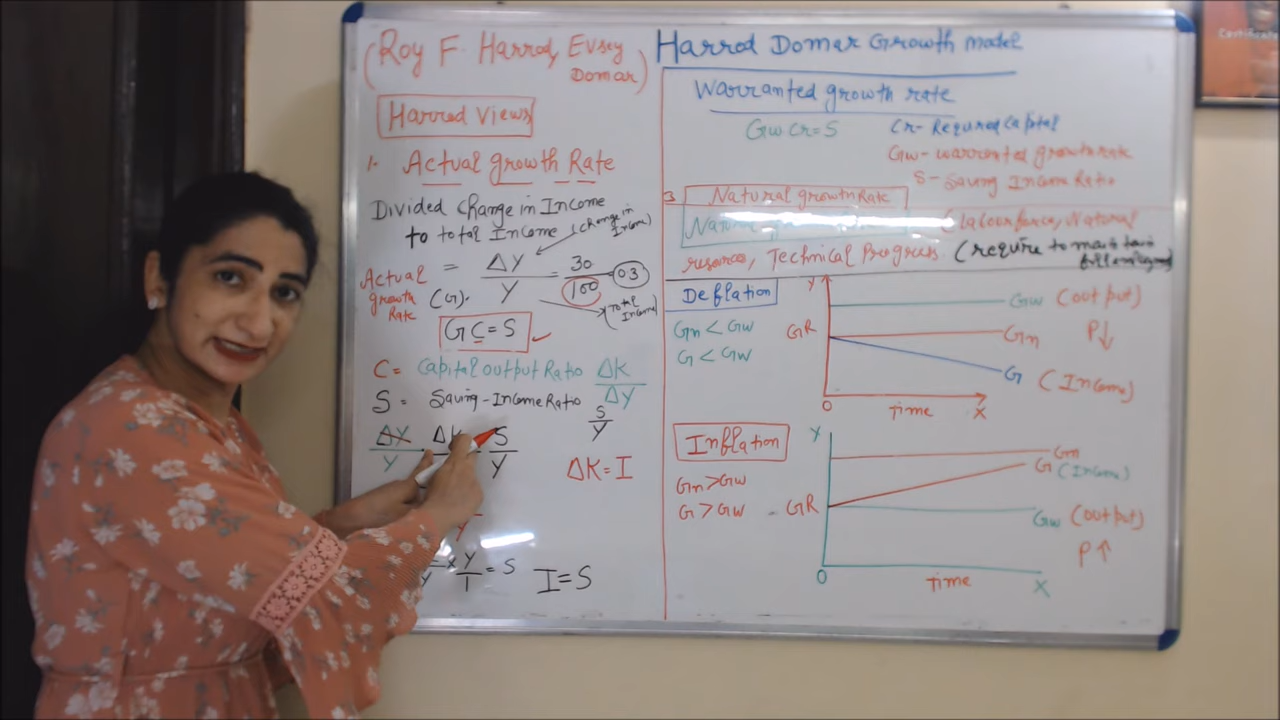 (Roy F. Harrod, Evsey
Domar)
Harrod Views
1. Actual growth Rate
Divided Change in Income
to total Income
(change in
Income)
Actual
growth
Rate
(G). = ΔY/Y = 30/100 = 0.3
(total
Income)
GC = S
C = Capital output Ratio ΔK/ΔY
S = Saving-Income Ratio S/Y
ΔY/Y . ΔK S/Y
ΔK = I
Y
Y x Y/1 = S
I = S
Harrod Domar Growth model
Warranted growth rate
Gw. Cr = S
Cr- Required Capital
Gw- warranted growth rate
S- Saving Income Ratio
3 Natural growth Rate
(labour force, Natural
resources, Technical Progress. (require to maintain
full employment)
Deflation
Gn < Gw
G < Gw
Y
GR
Gw (output)
Gn
P↓
G (Income)
0 time X
Inflation
Gn > Gw
G > Gw
Y
GR
Gn
G (Income)
Gw (output)
P↑
0 time X